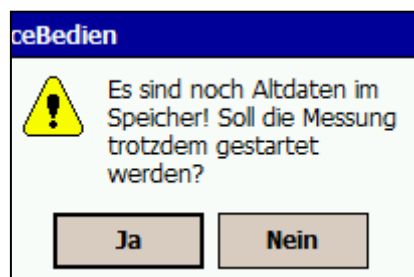 ceBedien
Es sind noch Altdaten im
Speicher! Soll die Messung
trotzdem gestartet
werden?
Ja Nein